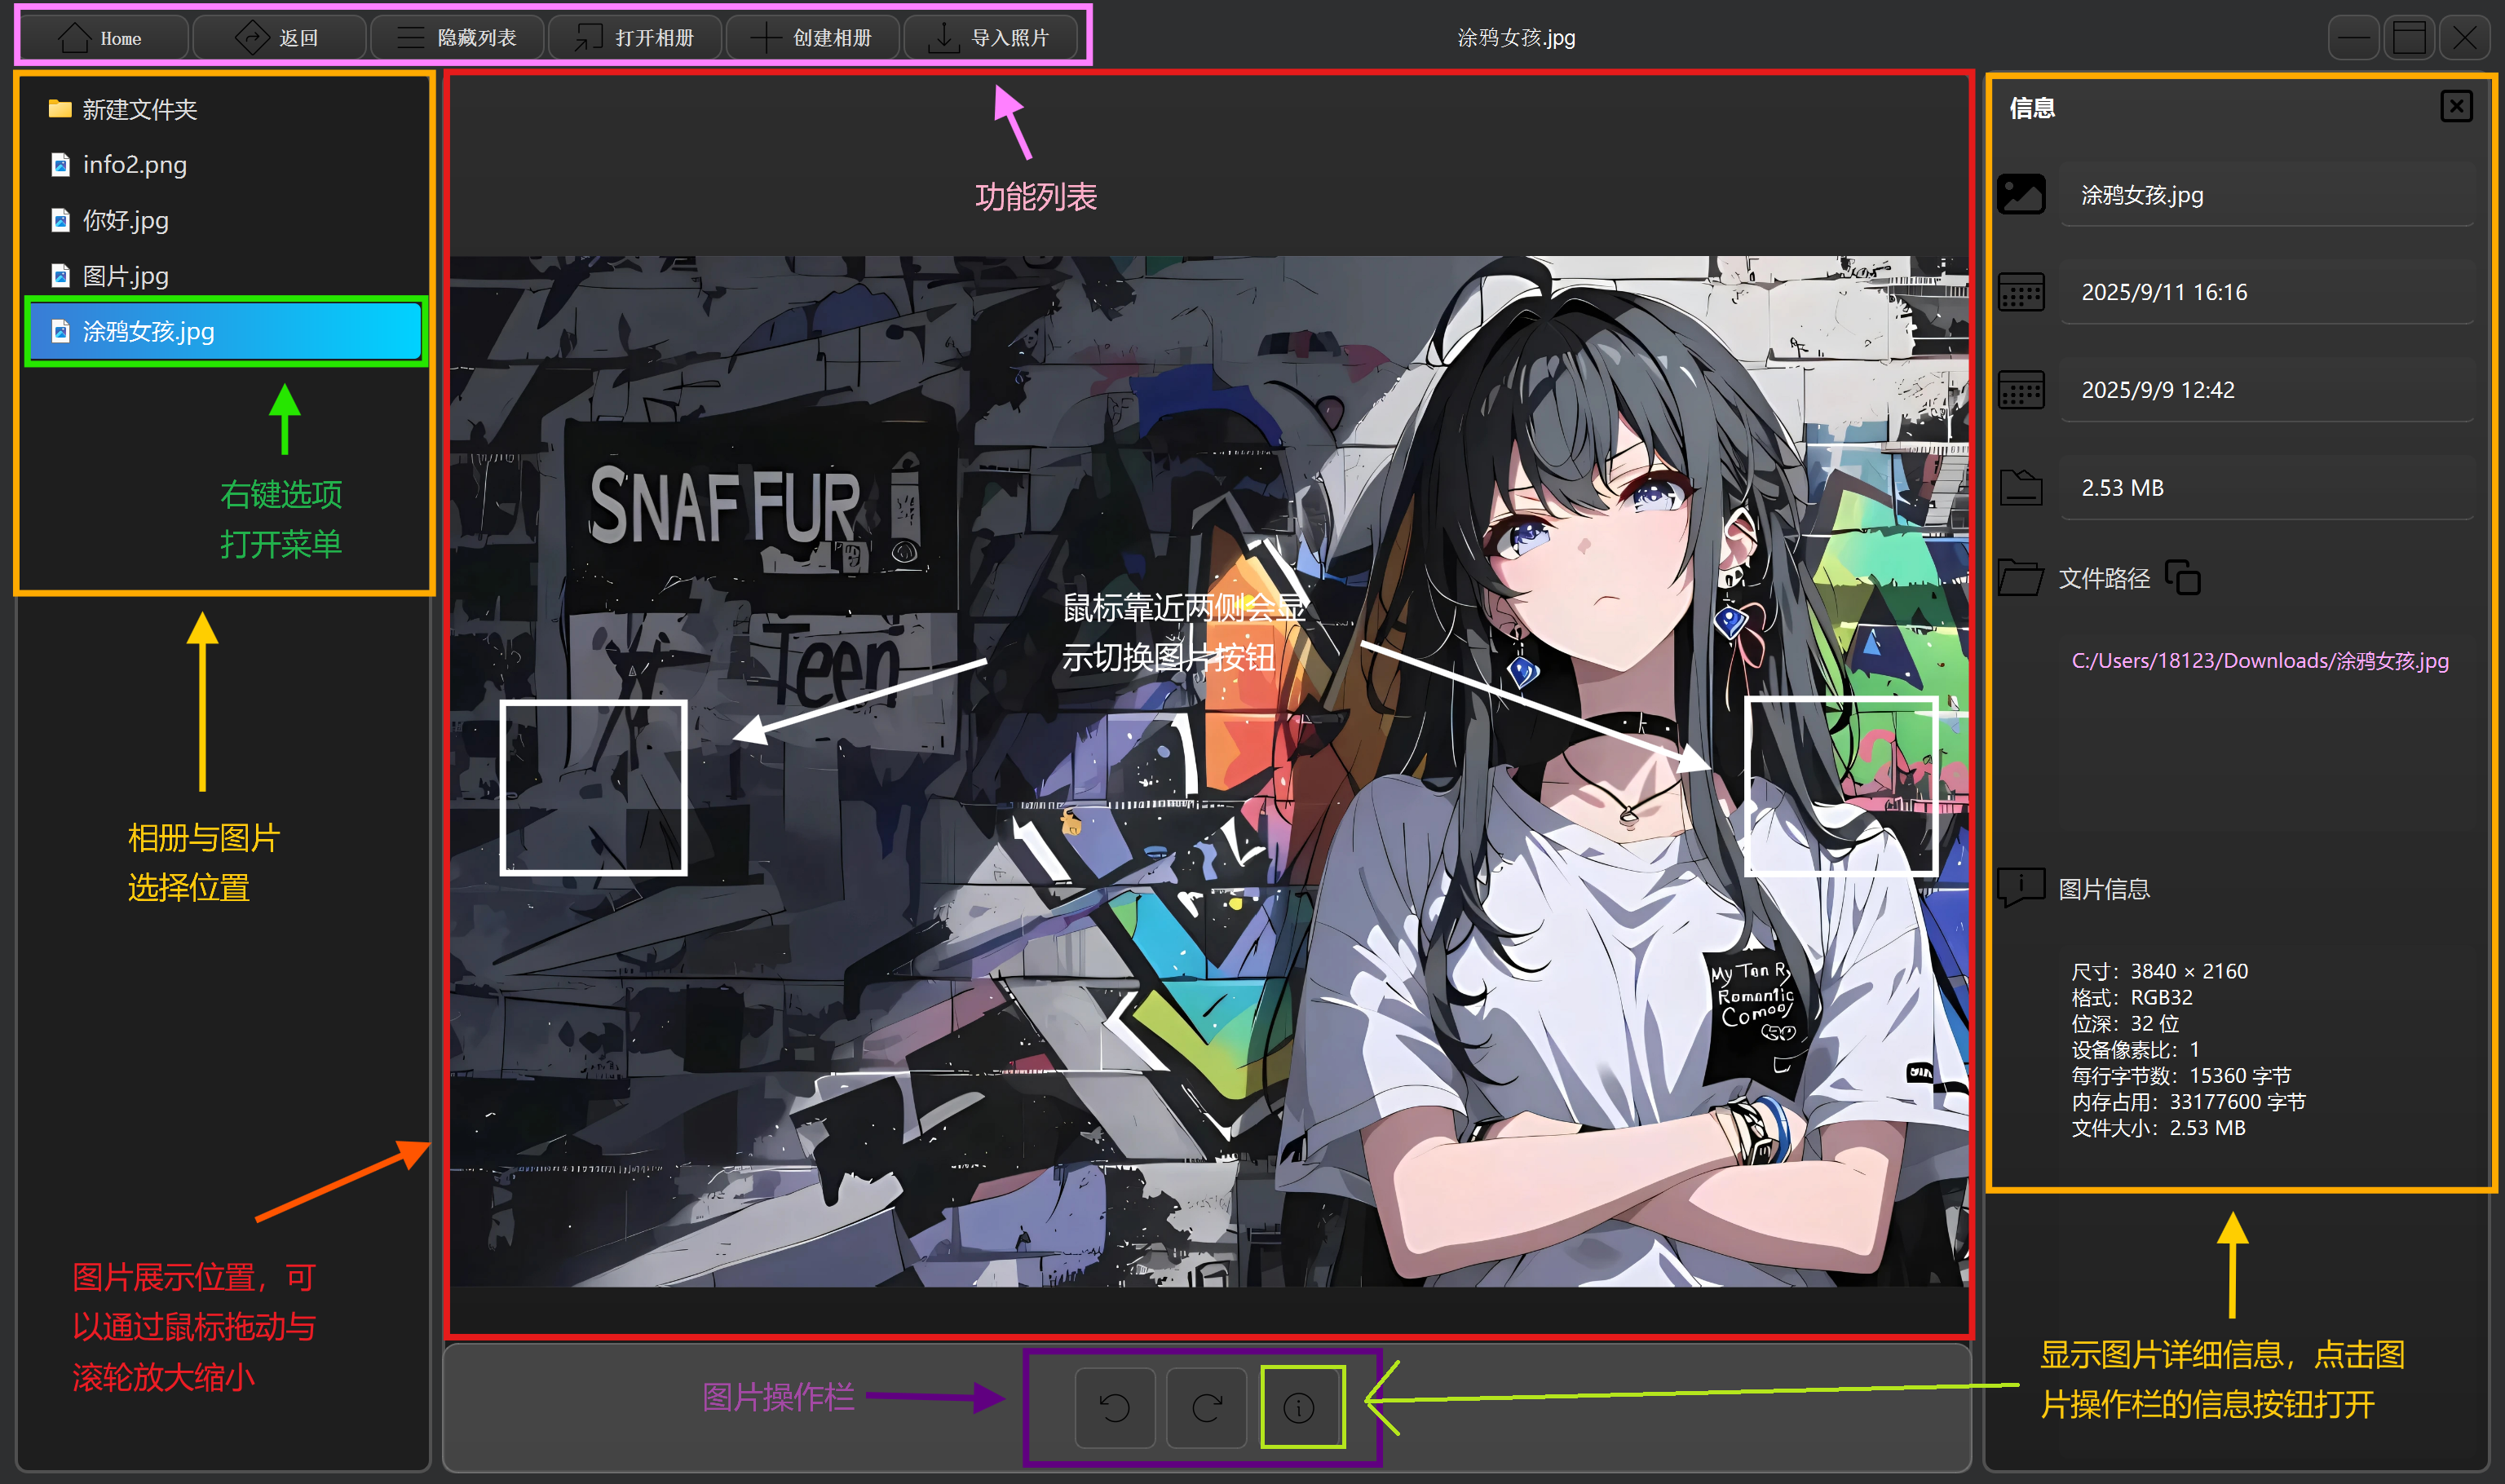 Home
返回
隐藏列表
打开相册
创建相册
导入照片
涂鸦女孩.jpg
新建文件夹
info2.png
你好.jpg
图片.jpg
涂鸦女孩.jpg
右键选项
打开菜单
相册与图片
选择位置
图片展示位置，可
以通过鼠标拖动与
滚轮放大缩小
功能列表
SNAF FUR
Teen
鼠标靠近两侧会显
示切换图片按钮
My Tan R
Romantic
Comody
图片操作栏
信息
涂鸦女孩.jpg
2025/9/11 16:16
2025/9/9 12:42
2.53 MB
文件路径
C:/Users/18123/Downloads/涂鸦女孩.jpg
图片信息
尺寸：3840 × 2160
格式：RGB32
位深：32 位
设备像素比：1
每行字节数：15360 字节
内存占用：33177600 字节
文件大小：2.53 MB
显示图片详细信息，点击图
片操作栏的信息按钮打开